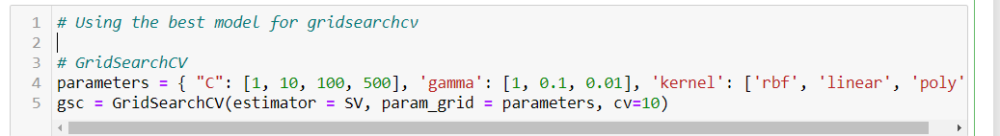 1 # Using the best model for gridsearchcv
2
3 # GridSearchCV
4 parameters = { "C": [1, 10, 100, 500], 'gamma': [1, 0.1, 0.01], 'kernel': ['rbf', 'linear', 'poly'
5 gsc = GridSearchCV(estimator = SV, param_grid = parameters, cv=10)